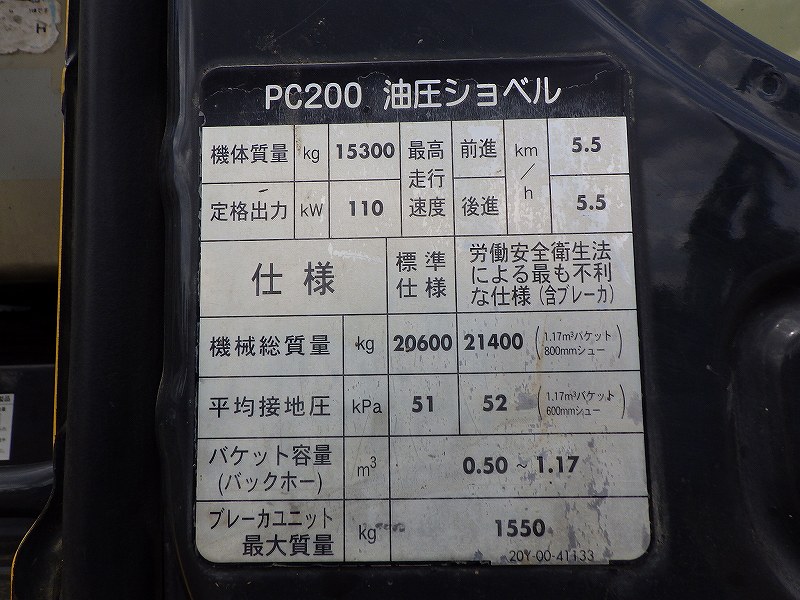 PC200 油圧ショベル
機体質量 kg 15300 最高走行速度 前進 km/h 5.5
定格出力 kW 110 後進 5.5
仕様 標準仕様 労働安全衛生法による最も不利な仕様(含ブレーカ)
機械総質量 kg 20600 21400 (1.17m³バケット 800mmシュー)
平均接地圧 kPa 51 52 (1.17m³バケット 600mmシュー)
バケット容量(バックホー) m³ 0.50 ~ 1.17
ブレーカユニット最大質量 kg 1550
20Y-00-41133